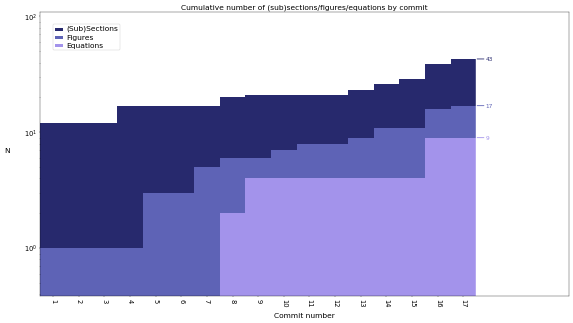 Cumulative number of (sub)sections/figures/equations by commit
(Sub)Sections
Figures
Equations
10²
10¹
10⁰
N
43
17
9
1 2 3 4 5 6 7 8 9 10 11 12 13 14 15 16 17
Commit number